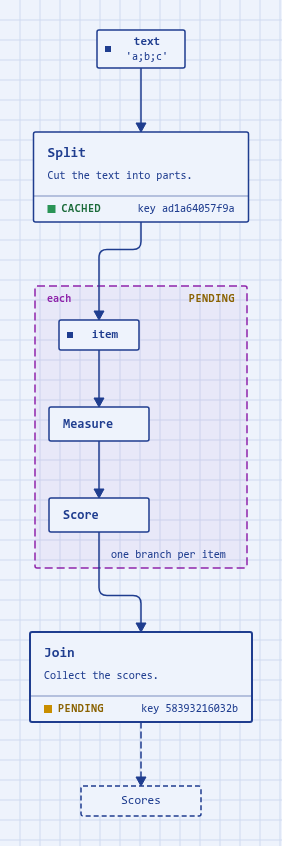 text
'a;b;c'
Split
Cut the text into parts.
CACHED key ad1a64057f9a
each PENDING
item
Measure
Score
one branch per item
Join
Collect the scores.
PENDING key 58393216032b
Scores